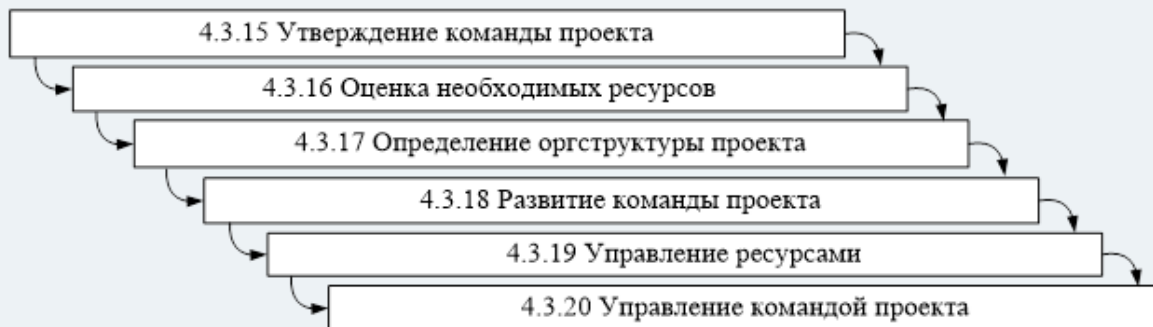 4.3.15 Утверждение команды проекта
4.3.16 Оценка необходимых ресурсов
4.3.17 Определение оргструктуры проекта
4.3.18 Развитие команды проекта
4.3.19 Управление ресурсами
4.3.20 Управление командой проекта